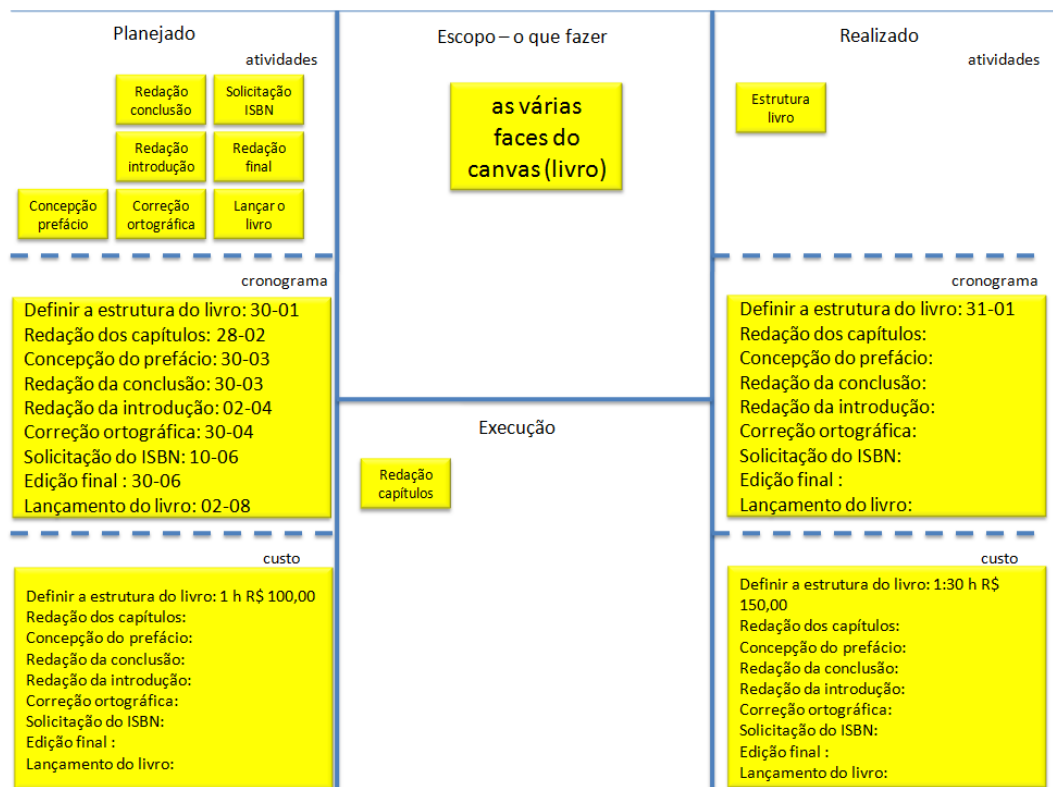 Planejado
atividades
Redação
conclusão
Solicitação
ISBN
Redação
introdução
Redação
final
Concepção
prefácio
Correção
ortográfica
Lançar o
livro
cronograma
Definir a estrutura do livro: 30-01
Redação dos capítulos: 28-02
Concepção do prefácio: 30-03
Redação da conclusão: 30-03
Redação da introdução: 02-04
Correção ortográfica: 30-04
Solicitação do ISBN: 10-06
Edição final : 30-06
Lançamento do livro: 02-08
custo
Definir a estrutura do livro: 1 h R$ 100,00
Redação dos capítulos:
Concepção do prefácio:
Redação da conclusão:
Redação da introdução:
Correção ortográfica:
Solicitação do ISBN:
Edição final :
Lançamento do livro:
Escopo – o que fazer
as várias
faces do
canvas (livro)
Execução
Redação
capítulos
Realizado
atividades
Estrutura
livro
cronograma
Definir a estrutura do livro: 31-01
Redação dos capítulos:
Concepção do prefácio:
Redação da conclusão:
Redação da introdução:
Correção ortográfica:
Solicitação do ISBN:
Edição final :
Lançamento do livro:
custo
Definir a estrutura do livro: 1:30 h R$
150,00
Redação dos capítulos:
Concepção do prefácio:
Redação da conclusão:
Redação da introdução:
Correção ortográfica:
Solicitação do ISBN:
Edição final :
Lançamento do livro: